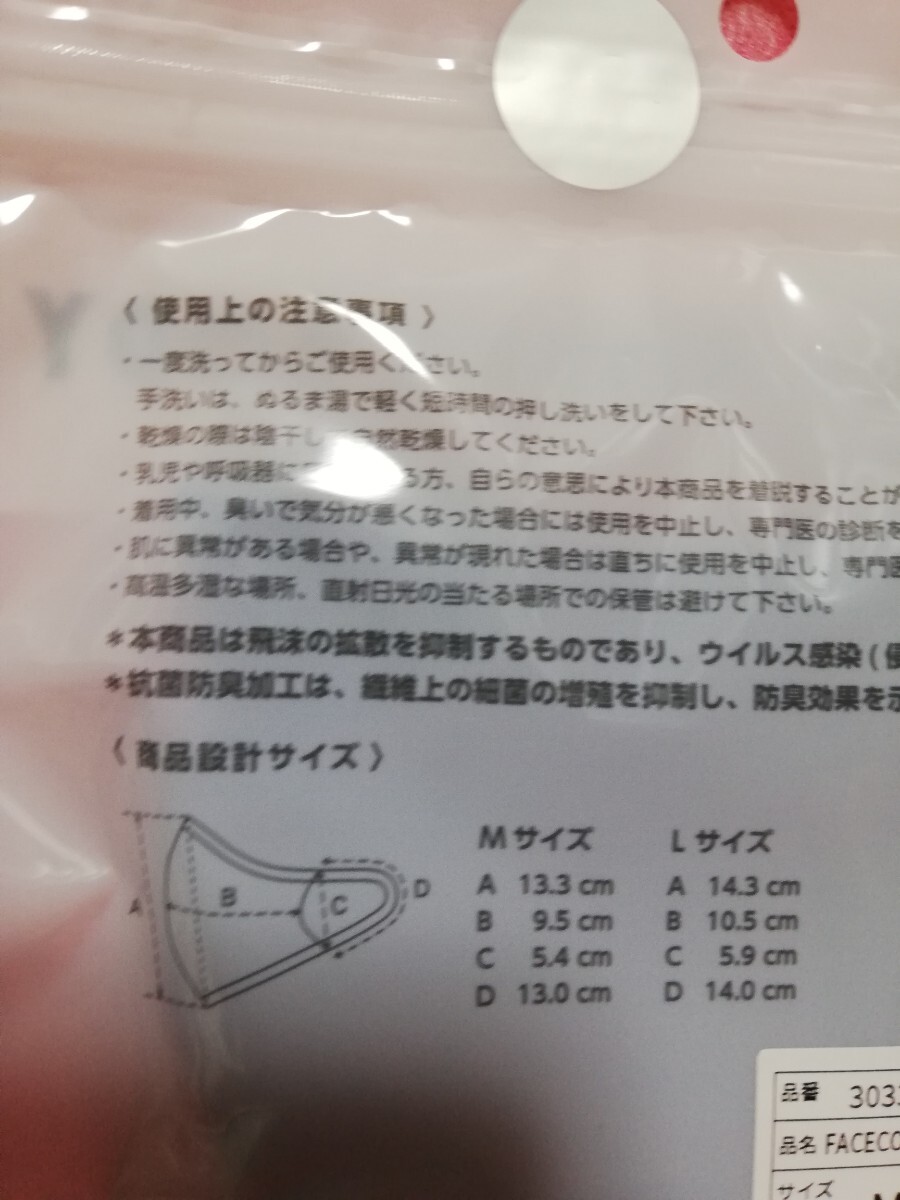 Y
〈 使用上の注意事項 〉
・一度洗ってからご使用ください。
手洗いは、ぬるま湯で軽く短時間の押し洗いをして下さい。
・乾燥の際は陰干し 自然乾燥してください。
・乳児や呼吸器に る方、自らの意思により本商品を着脱することが
・着用中、臭いで気分が悪くなった場合には使用を中止し、専門医の診断を
・肌に異常がある場合や、異常が現れた場合は直ちに使用を中止し、専門医
・高温多湿な場所、直射日光の当たる場所での保管は避けて下さい。
＊本商品は飛沫の拡散を抑制するものであり、ウイルス感染 (侵
＊抗菌防臭加工は、繊維上の細菌の増殖を抑制し、防臭効果を示
〈 商品設計サイズ 〉
A B C D
M サイズ L サイズ
A 13.3 cm A 14.3 cm
B 9.5 cm B 10.5 cm
C 5.4 cm C 5.9 cm
D 13.0 cm D 14.0 cm
品番 303
品名 FACECO
サイズ